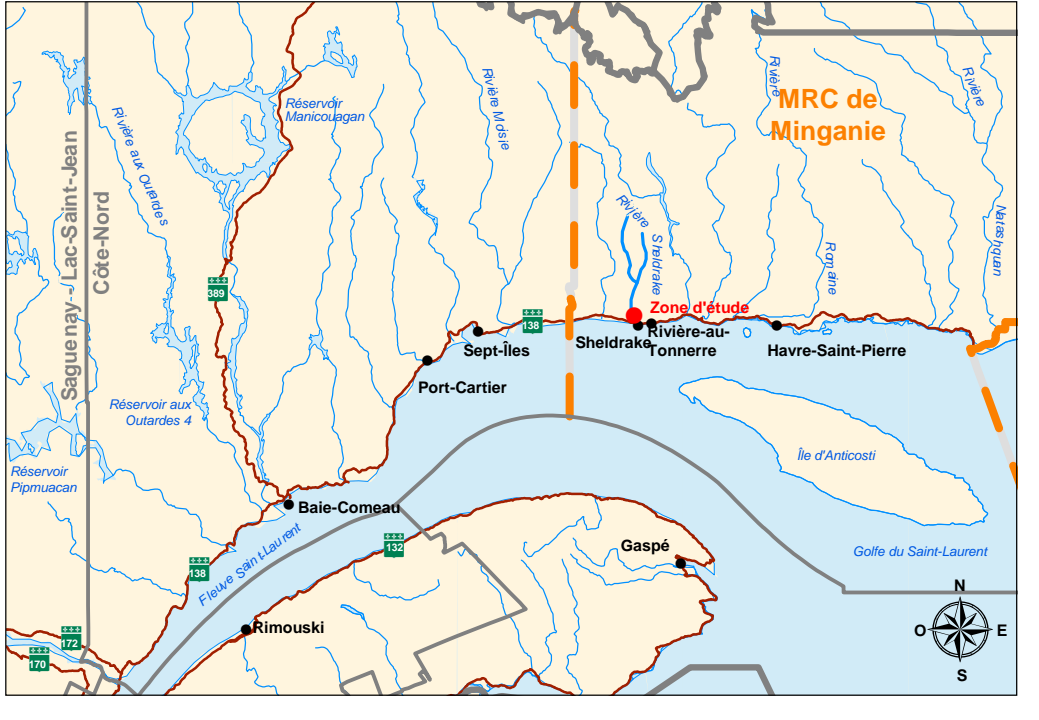 Réservoir
Manicouagan
Rivière Moisie
Rivière
Rivière
MRC de
Minganie
Rivière aux Outardes
Saguenay--Lac-Saint-Jean
Côte-Nord
Rivière
Sheldrake
Romaine
Natashquan
389
Zone d'étude
138
Sept-Îles
Sheldrake
Rivière-au-
Tonnerre
Havre-Saint-Pierre
Port-Cartier
Réservoir aux
Outardes 4
Réservoir
Pipmuacan
Île d'Anticosti
Baie-Comeau
Fleuve Saint-Laurent
132
Gaspé
Golfe du Saint-Laurent
138
N
O
E
S
Rimouski
172
170